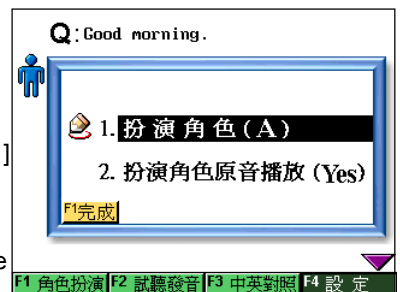 Q:Good morning.
1. 扮演角色(A)
]
2. 扮演角色原音播放(Yes)
F1完成
e
F1 角色扮演 F2 試聽發音 F3 中英對照 F4 設 定